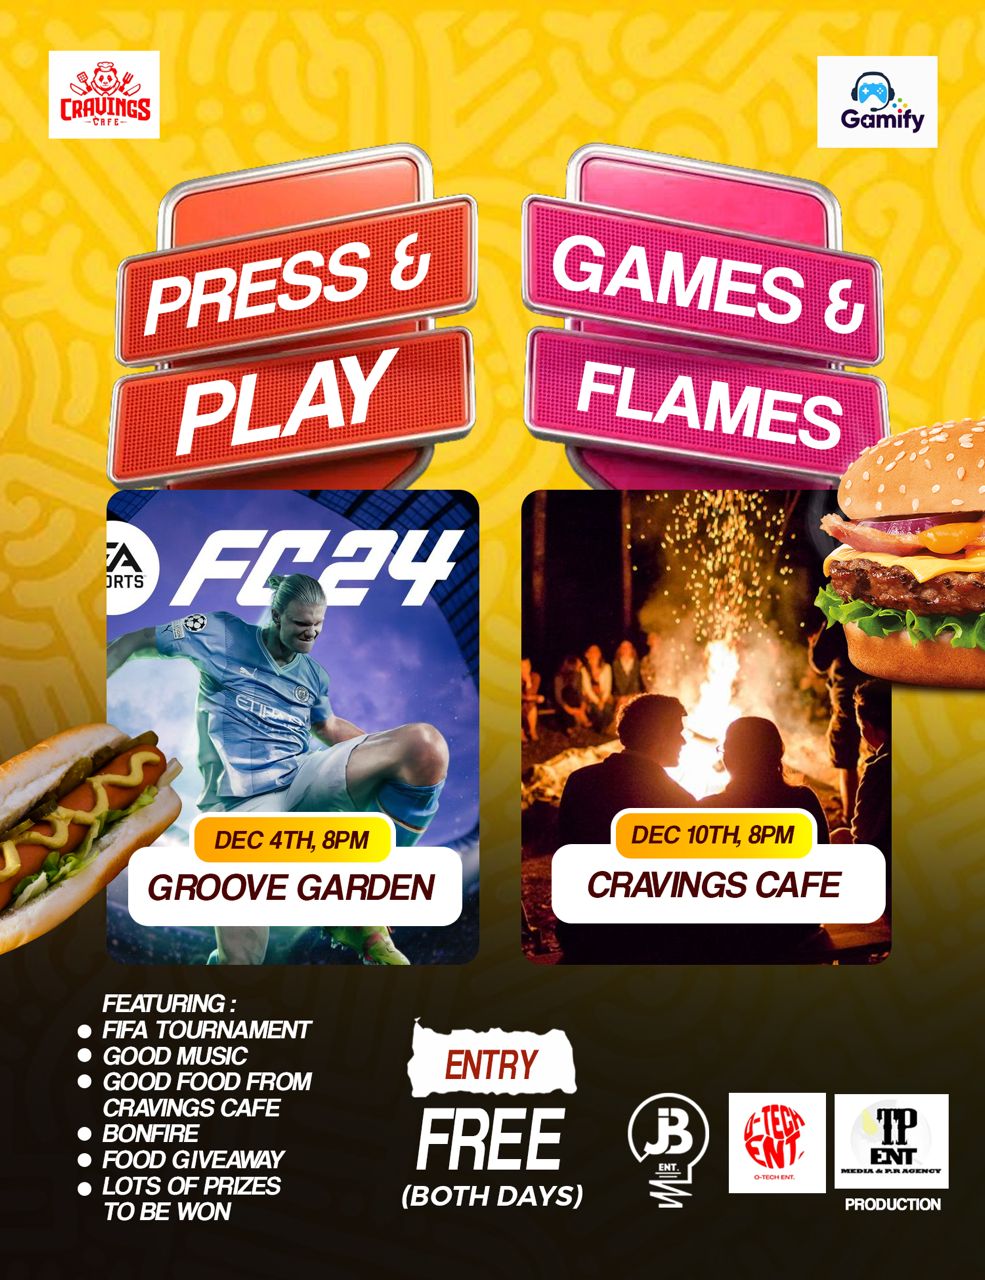 CRAVINGS
CAFE
Gamify
PRESS &
PLAY
GAMES &
FLAMES
FC24
ORTS
ETIHAD
DEC 4TH, 8PM
GROOVE GARDEN
DEC 10TH, 8PM
CRAVINGS CAFE
FEATURING :
FIFA TOURNAMENT
GOOD MUSIC
GOOD FOOD FROM
CRAVINGS CAFE
BONFIRE
FOOD GIVEAWAY
LOTS OF PRIZES
TO BE WON
ENTRY
FREE
(BOTH DAYS)
JB
ENT.
O-TECH
ENT.
O-TECH ENT.
TP
ENT
MEDIA & P.R AGENCY
PRODUCTION